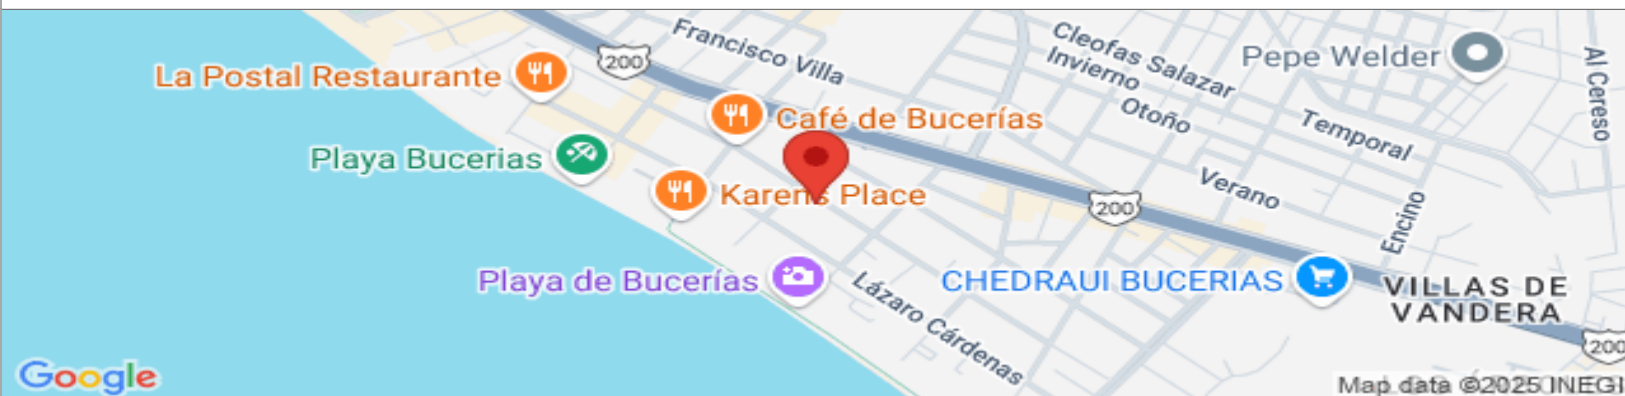 Francisco Villa
Cleofas Salazar
Pepe Welder
Al Cereso
200
La Postal Restaurante
Invierno
Otoño
Café de Bucerías
Temporal
Playa Bucerias
Karen's Place
Verano
200
Encino
Playa de Bucerías
CHEDRAUI BUCERIAS
Lázaro Cárdenas
VILLAS DE
VANDERA
200
Google
Map data ©2025 INEGI